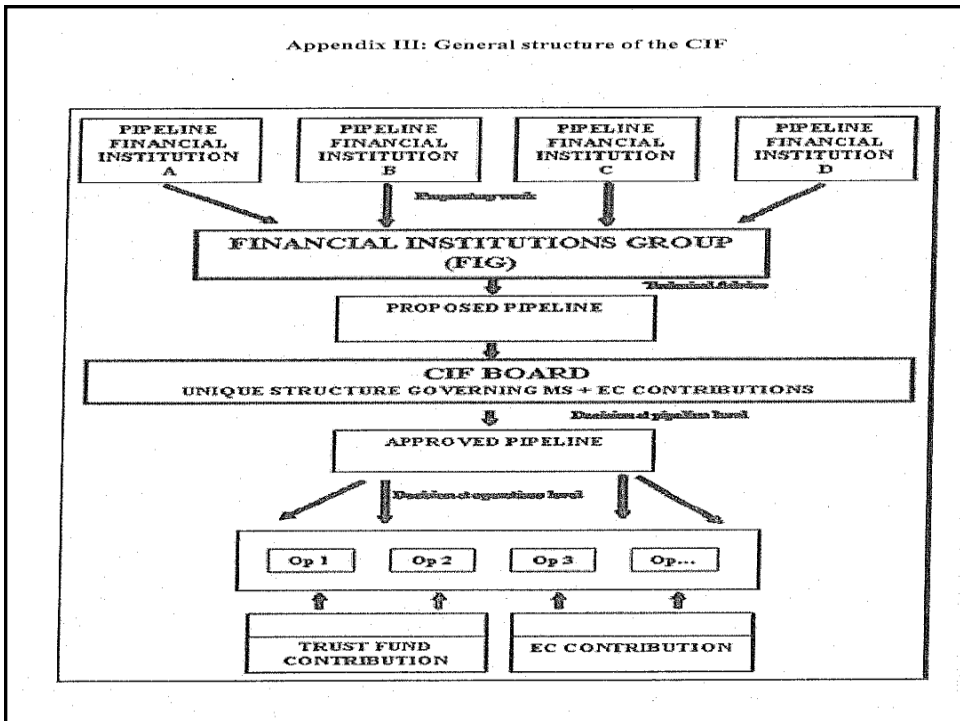 Appendix III: General structure of the CIF
PIPELINE
FINANCIAL
INSTITUTION
A
PIPELINE
FINANCIAL
INSTITUTION
B
PIPELINE
FINANCIAL
INSTITUTION
C
PIPELINE
FINANCIAL
INSTITUTION
D
FINANCIAL INSTITUTIONS GROUP
(FIG)
Technical Advice
PROPOSED PIPELINE
CIF BOARD
UNIQUE STRUCTURE GOVERNING MS + EC CONTRIBUTIONS
Decision at pipeline level
APPROVED PIPELINE
Decision at operations level
Op 1
Op 2
Op 3
Op...
TRUST FUND
CONTRIBUTION
EC CONTRIBUTION